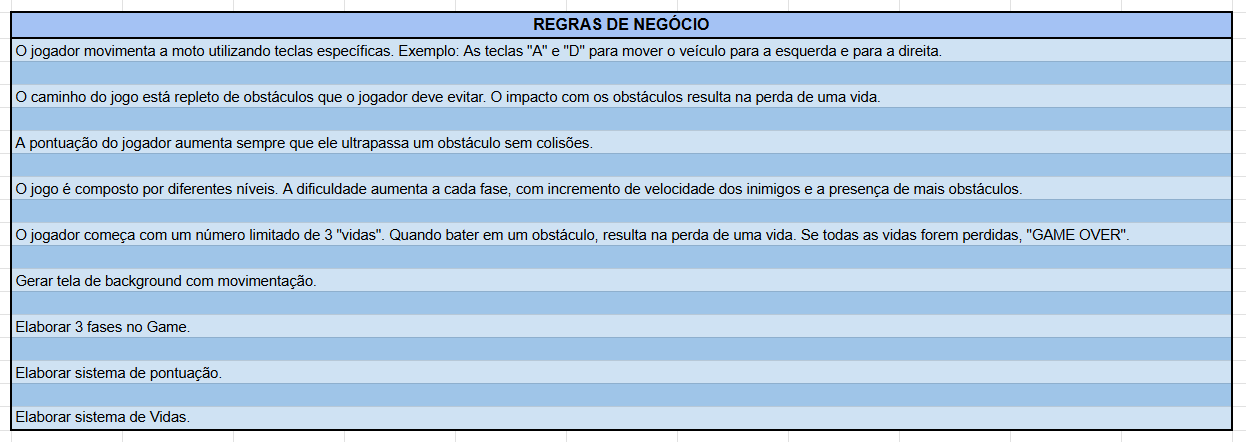 REGRAS DE NEGÓCIO
O jogador movimenta a moto utilizando teclas específicas. Exemplo: As teclas "A" e "D" para mover o veículo para a esquerda e para a direita.
O caminho do jogo está repleto de obstáculos que o jogador deve evitar. O impacto com os obstáculos resulta na perda de uma vida.
A pontuação do jogador aumenta sempre que ele ultrapassa um obstáculo sem colisões.
O jogo é composto por diferentes níveis. A dificuldade aumenta a cada fase, com incremento de velocidade dos inimigos e a presença de mais obstáculos.
O jogador começa com um número limitado de 3 "vidas". Quando bater em um obstáculo, resulta na perda de uma vida. Se todas as vidas forem perdidas, "GAME OVER".
Gerar tela de background com movimentação.
Elaborar 3 fases no Game.
Elaborar sistema de pontuação.
Elaborar sistema de Vidas.